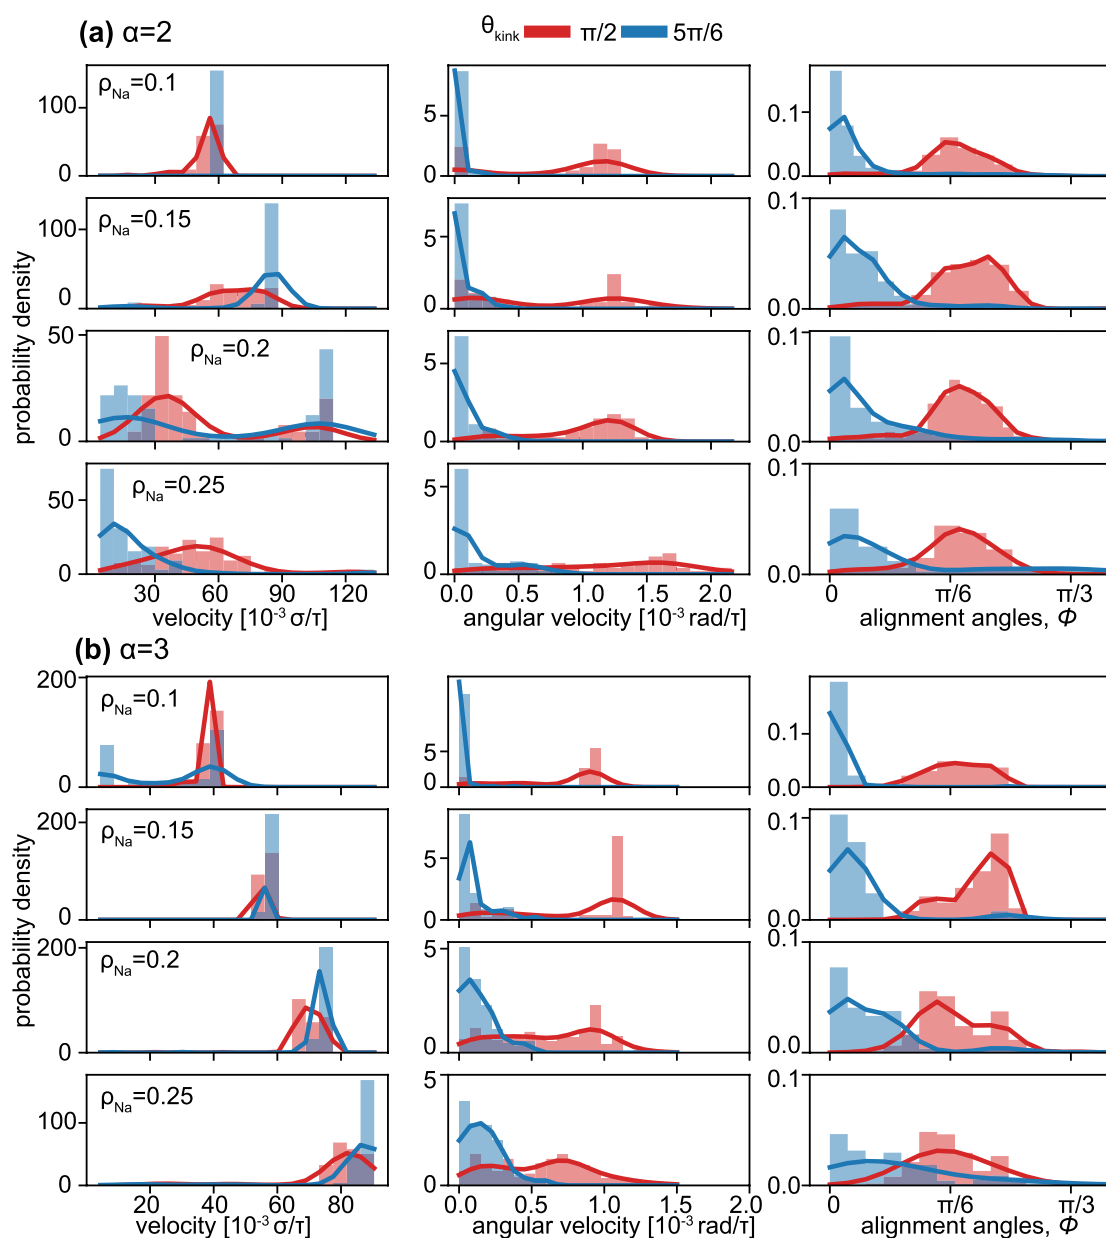 (a) α=2
θkink π/2 5π/6
ρNa=0.1
100
0
5
0
0.1
0.0
ρNa=0.15
100
0
5
0
0.1
0.0
probability density
ρNa=0.2
50
0
5
0
0.1
0.0
ρNa=0.25
50
0
5
0
0.1
0.0
30 60 90 120
0.0 0.5 1.0 1.5 2.0
0 π/6 π/3
velocity [10-3 σ/τ]
angular velocity [10-3 rad/τ]
alignment angles, Φ
(b) α=3
ρNa=0.1
200
0
5
0
0.1
0.0
ρNa=0.15
200
0
5
0
0.1
0.0
probability density
ρNa=0.2
200
0
5
0
0.1
0.0
ρNa=0.25
100
0
5
0
0.1
0.0
20 40 60 80
0.0 0.5 1.0 1.5 2.0
0 π/6 π/3
velocity [10-3 σ/τ]
angular velocity [10-3 rad/τ]
alignment angles, Φ